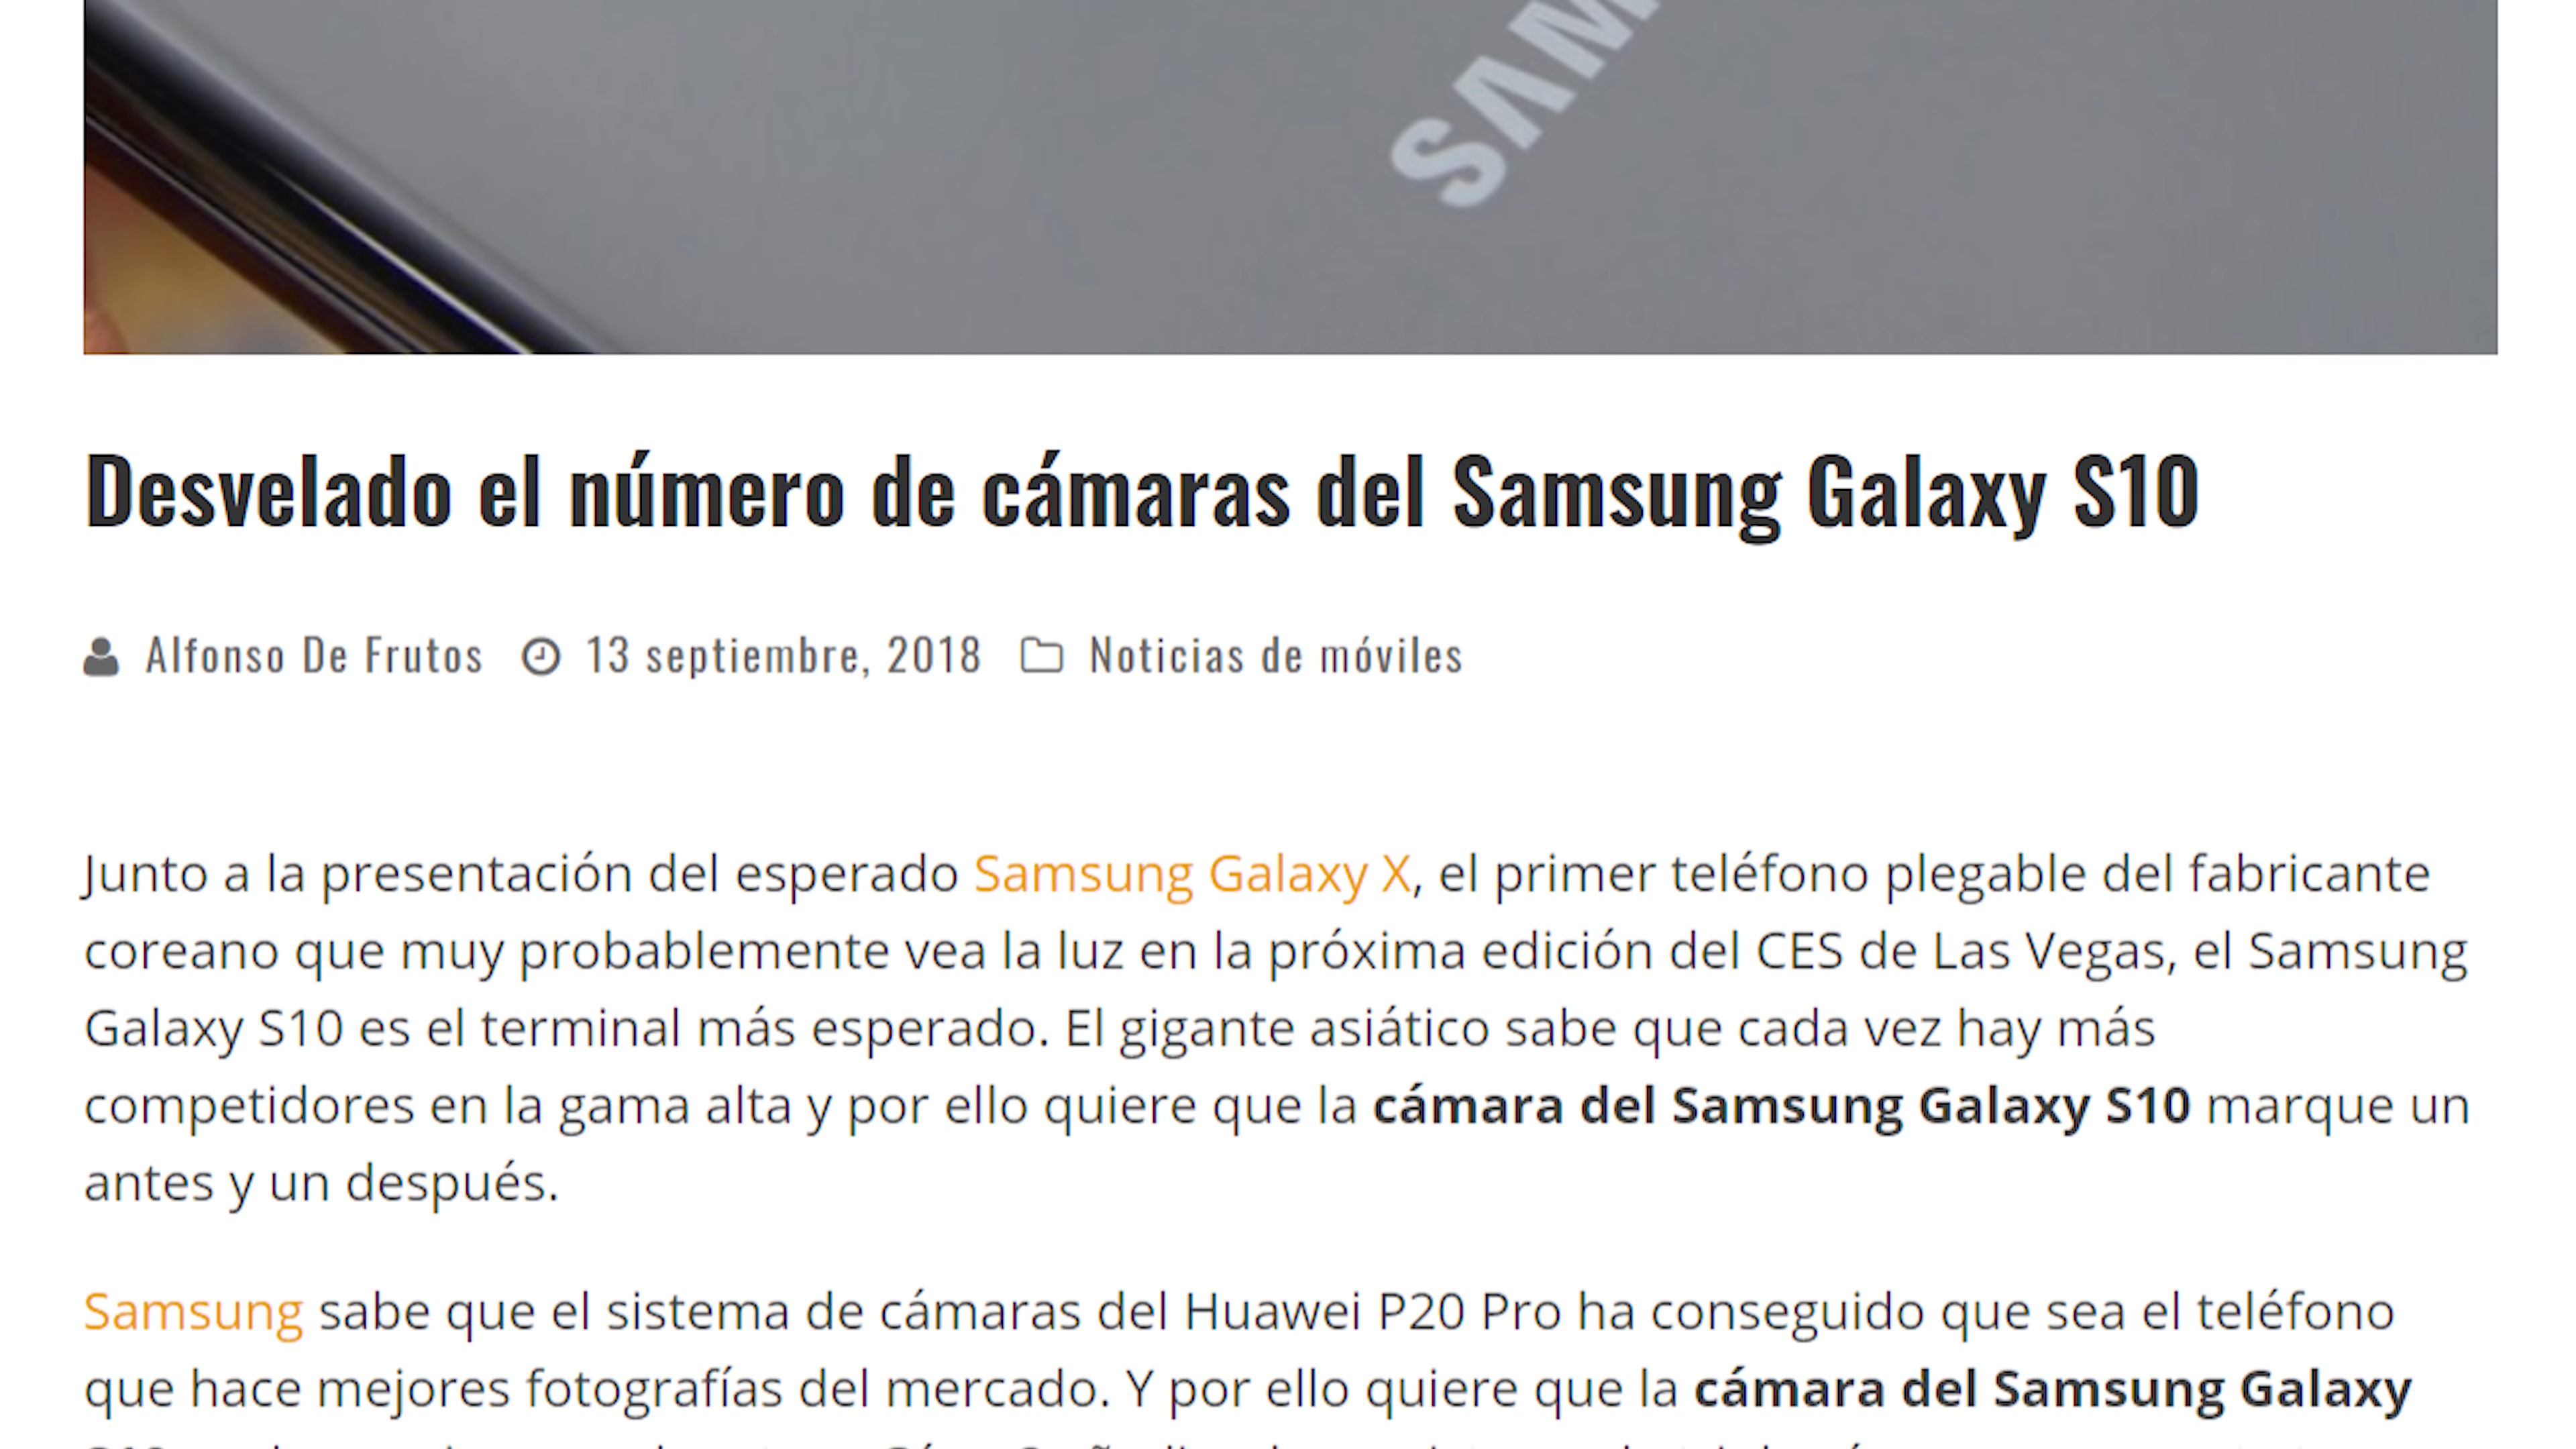 SAM
Desvelado el número de cámaras del Samsung Galaxy S10
Alfonso De Frutos 13 septiembre, 2018 Noticias de móviles
Junto a la presentación del esperado Samsung Galaxy X, el primer teléfono plegable del fabricante
coreano que muy probablemente vea la luz en la próxima edición del CES de Las Vegas, el Samsung
Galaxy S10 es el terminal más esperado. El gigante asiático sabe que cada vez hay más
competidores en la gama alta y por ello quiere que la cámara del Samsung Galaxy S10 marque un
antes y un después.
Samsung sabe que el sistema de cámaras del Huawei P20 Pro ha conseguido que sea el teléfono
que hace mejores fotografías del mercado. Y por ello quiere que la cámara del Samsung Galaxy